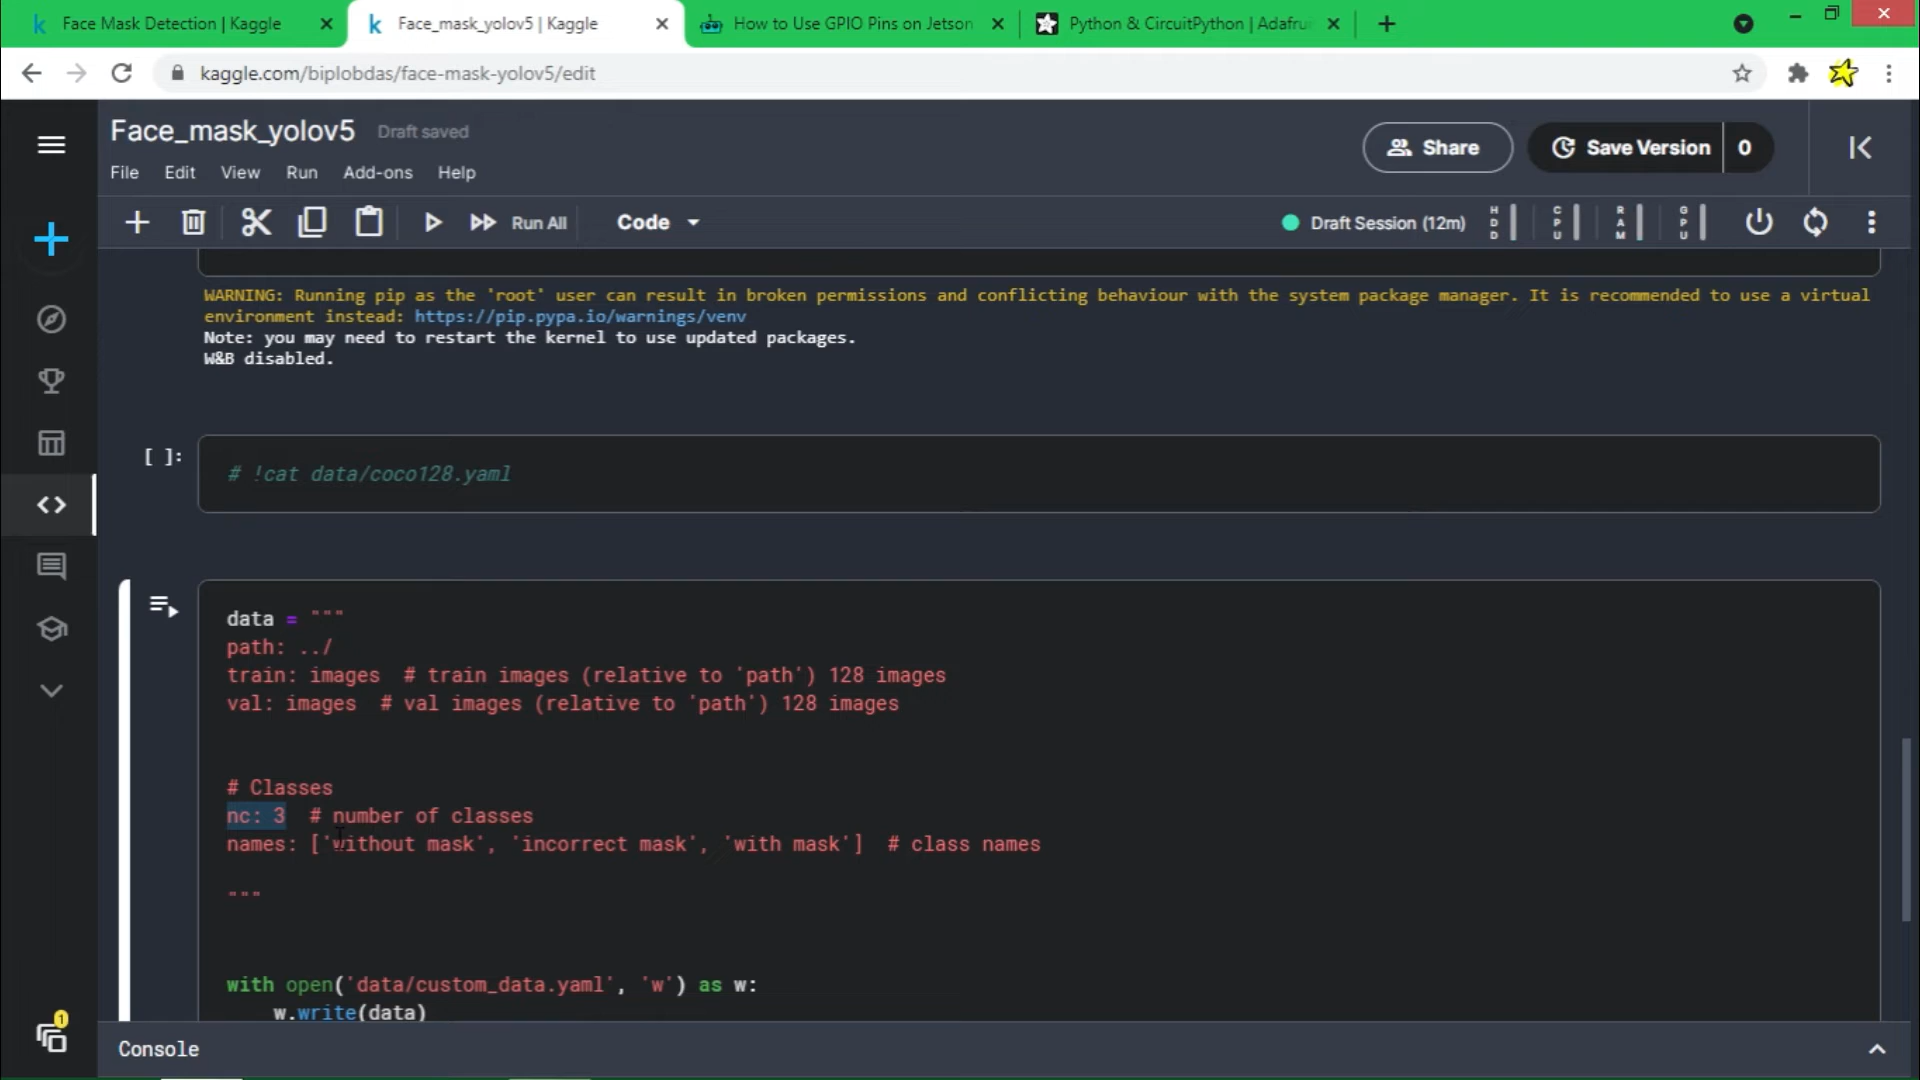 Face Mask Detection | Kaggle
Face_mask_yolov5 | Kaggle
How to Use GPIO Pins on Jetson
Python & CircuitPython | Adafru
kaggle.com/biplobdas/face-mask-yolov5/edit
Face_mask_yolov5 Draft saved
Share
Save Version 0
File Edit View Run Add-ons Help
Run All
Code
Draft Session (12m)
HDD
CPU
RAM
GPU
WARNING: Running pip as the 'root' user can result in broken permissions and conflicting behaviour with the system package manager. It is recommended to use a virtual
environment instead: https://pip.pypa.io/warnings/venv
Note: you may need to restart the kernel to use updated packages.
W&B disabled.
[ ]:
# !cat data/coco128.yaml
data = """
path: ../
train: images # train images (relative to 'path') 128 images
val: images # val images (relative to 'path') 128 images
# Classes
nc: 3 # number of classes
names: ['without mask', 'incorrect mask', 'with mask'] # class names
"""
with open('data/custom_data.yaml', 'w') as w:
w.write(data)
1
Console